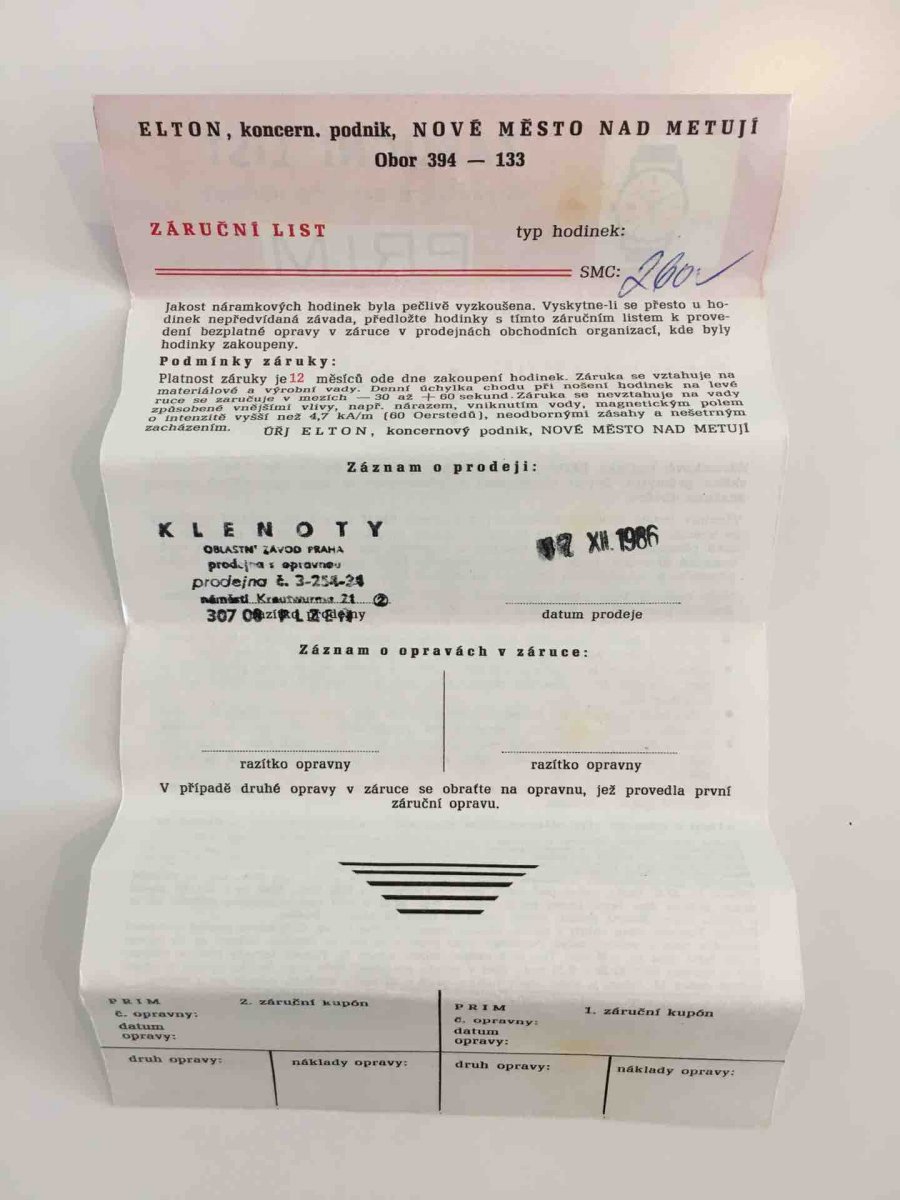 ELTON, koncern. podnik, NOVÉ MĚSTO NAD METUJÍ
Obor 394 — 133
ZÁRUČNÍ LIST
typ hodinek:
SMC: 260
Jakost náramkových hodinek byla pečlivě vyzkoušena. Vyskytne-li se přesto u ho-
dinek nepředvídaná závada, předložte hodinky s tímto záručním listem k prove-
dení bezplatné opravy v záruce v prodejnách obchodních organizací, kde byly
hodinky zakoupeny.
Podmínky záruky:
Platnost záruky je 12 měsíců ode dne zakoupení hodinek. Záruka se vztahuje na
materiálové a výrobní vady. Denní úchylka chodu při nošení hodinek na levé
ruce se zaručuje v mezích — 30 až + 60 sekund. Záruka se nevztahuje na vady
způsobené vnějšími vlivy, např. nárazem, vniknutím vody, magnetickým polem
o intenzitě vyšší než 4,7 kA/m (60 Oerstedů), neodbornými zásahy a nešetrným
zacházením. ÚŘJ ELTON, koncernový podnik, NOVÉ MĚSTO NAD METUJÍ
Záznam o prodeji:
KLENOTY
OBLASTNÍ ZÁVOD PRAHA
prodejna s opravnou
prodejna č. 3-254-24
náměstí Krautwurma 21 2
307 00 PLZEŇ
razítko prodejny
XII. 1986
datum prodeje
Záznam o opravách v záruce:
razítko opravny
razítko opravny
V případě druhé opravy v záruce se obraťte na opravnu, jež provedla první
záruční opravu.
PRIM 2. záruční kupón
č. opravny:
datum
opravy:
druh opravy:
náklady opravy:
PRIM 1. záruční kupón
č. opravny:
datum
opravy:
druh opravy:
náklady opravy: